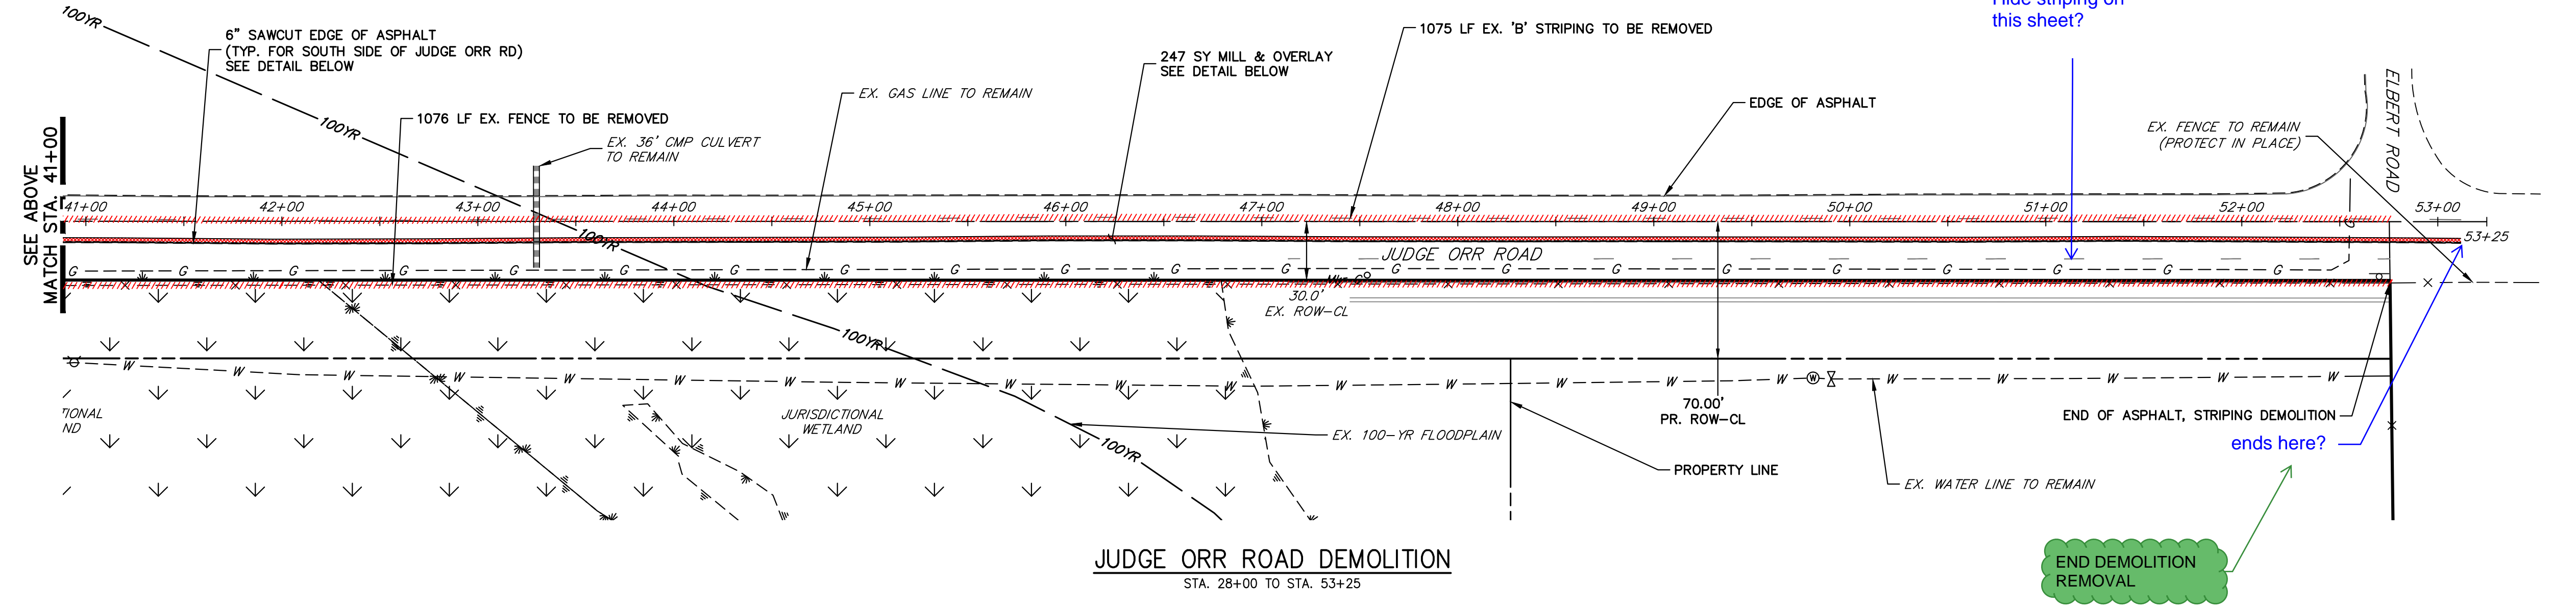 100YR
6" SAWCUT EDGE OF ASPHALT
(TYP. FOR SOUTH SIDE OF JUDGE ORR RD)
SEE DETAIL BELOW
1076 LF EX. FENCE TO BE REMOVED
EX. 36' CMP CULVERT
TO REMAIN
EX. GAS LINE TO REMAIN
247 SY MILL & OVERLAY
SEE DETAIL BELOW
1075 LF EX. 'B' STRIPING TO BE REMOVED
EDGE OF ASPHALT
Hide striping on
this sheet?
EX. FENCE TO REMAIN
(PROTECT IN PLACE)
ELBERT ROAD
100YR
SEE ABOVE
MATCH STA. 41+00
41+00 42+00 43+00 44+00 45+00 46+00 47+00 48+00 49+00 50+00 51+00 52+00 53+00
53+25
100YR
JUDGE ORR ROAD
G G G G G G G G G G G G G G G G G G G G G
G
30.0'
EX. ROW-CL
100YR
W W W W W W W W W W W W W W W W W W W W W
W
70.00'
PR. ROW-CL
TIONAL
ND
JURISDICTIONAL
WETLAND
EX. 100-YR FLOODPLAIN
100YR
PROPERTY LINE
EX. WATER LINE TO REMAIN
END OF ASPHALT, STRIPING DEMOLITION
ends here?
END DEMOLITION
REMOVAL
JUDGE ORR ROAD DEMOLITION
STA. 28+00 TO STA. 53+25